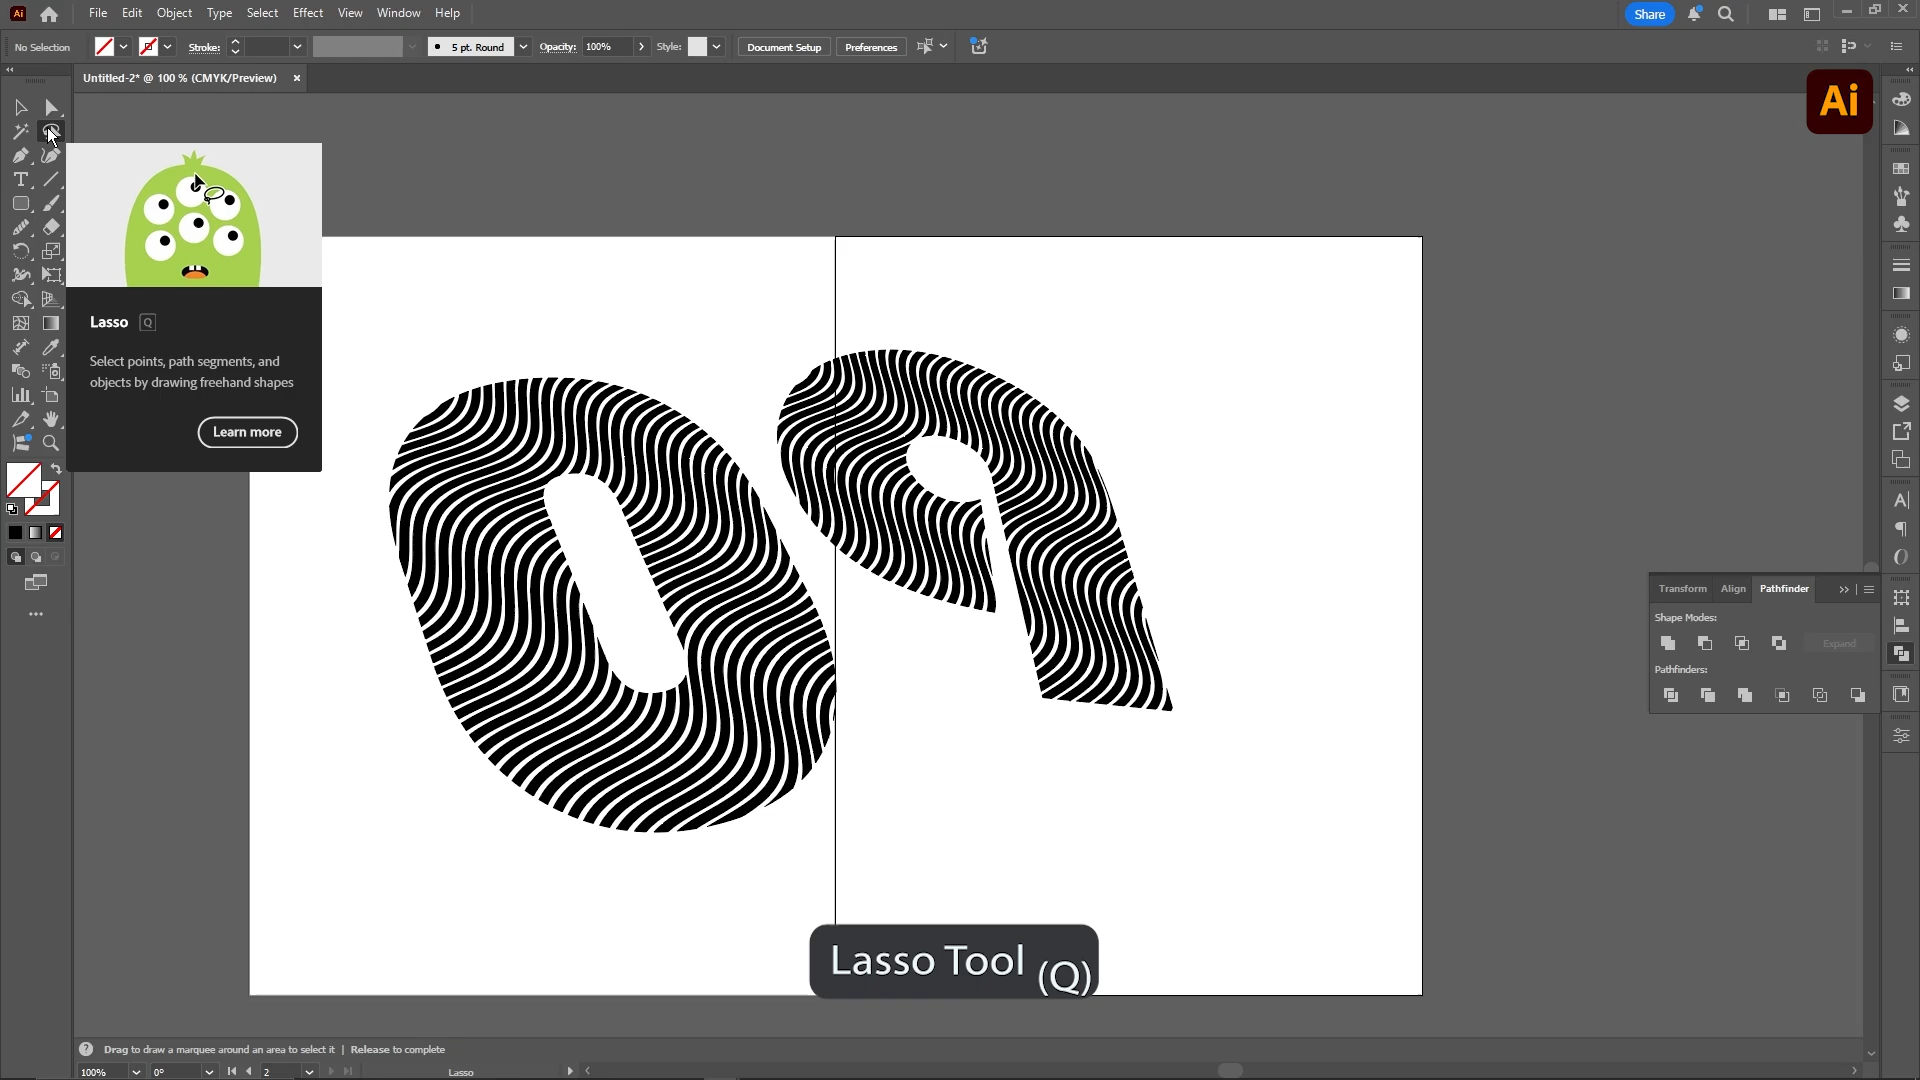 Ai
File Edit Object Type Select Effect View Window Help
Share
No Selection
Stroke:
5 pt. Round
Opacity: 100%
Style:
Document Setup
Preferences
Untitled-2* @ 100 % (CMYK/Preview) ×
Ai
Lasso Q
Select points, path segments, and
objects by drawing freehand shapes
Learn more
Transform Align Pathfinder
Shape Modes:
Expand
Pathfinders:
Lasso Tool (Q)
Drag to draw a marquee around an area to select it | Release to complete
100% 0° 2 Lasso